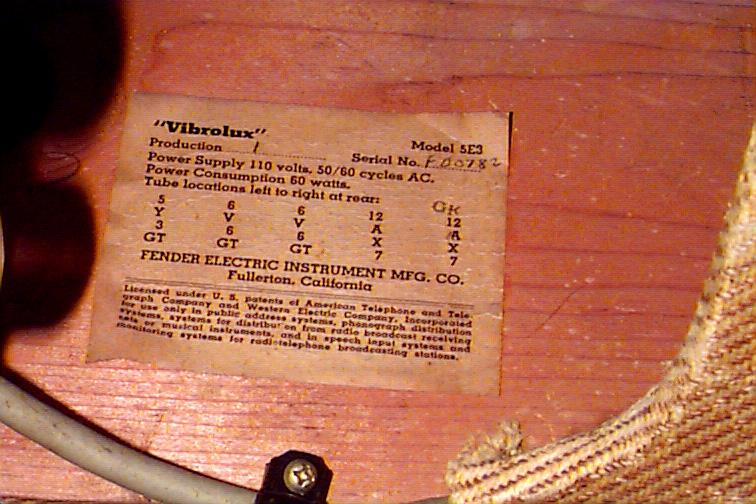 "Vibrolux"
Production 1 Model 5E3
Serial No. F00782
Power Supply 110 volts, 50/60 cycles AC.
Power Consumption 60 watts.
Tube locations left to right at rear:
GK
5 6 6 12 12
Y V V A A
3 6 6 X X
GT GT GT 7 7
FENDER ELECTRIC INSTRUMENT MFG. CO.
Fullerton, California
Licensed under U. S. patents of American Telephone and Tele-
graph Company and Western Electric Company, Incorporated
for use only in public address systems, phonograph distribution
systems, systems for distribution from radio broadcast receiving
sets or musical instruments, and in speech input systems and
monitoring systems for radiotelephone broadcasting stations.